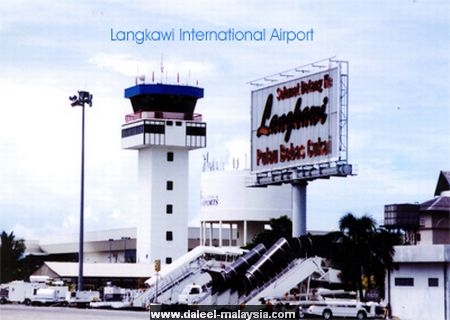 Langkawi International Airport
Selamat Datang Ke
Langkawi
Pulau Bebas Cukai
www.daleel-malaysia.com